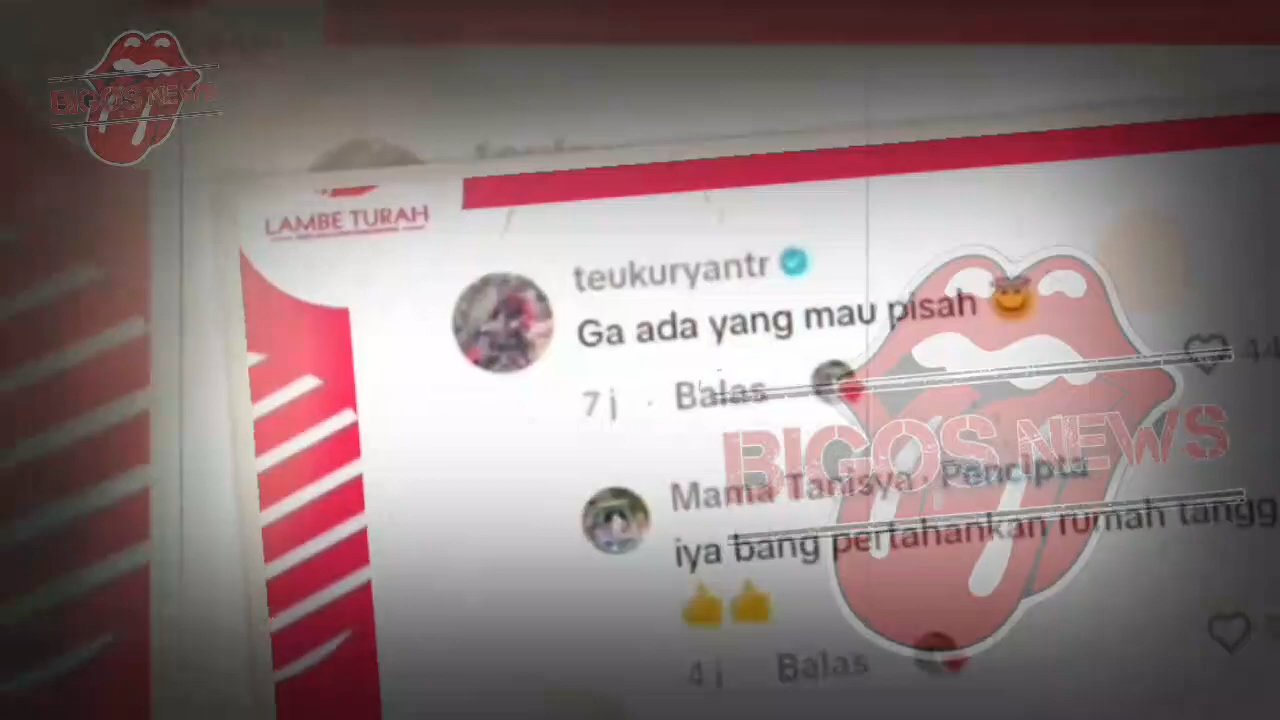 BIGOS NEWS
LAMBE TURAH
teukuryantr
Ga ada yang mau pisah 😇
7 j · Balas
44
BIGOS NEWS
Mama Tanisya · Pencipta
iya bang pertahankan rumah tangg
👍👍
4 j Balas